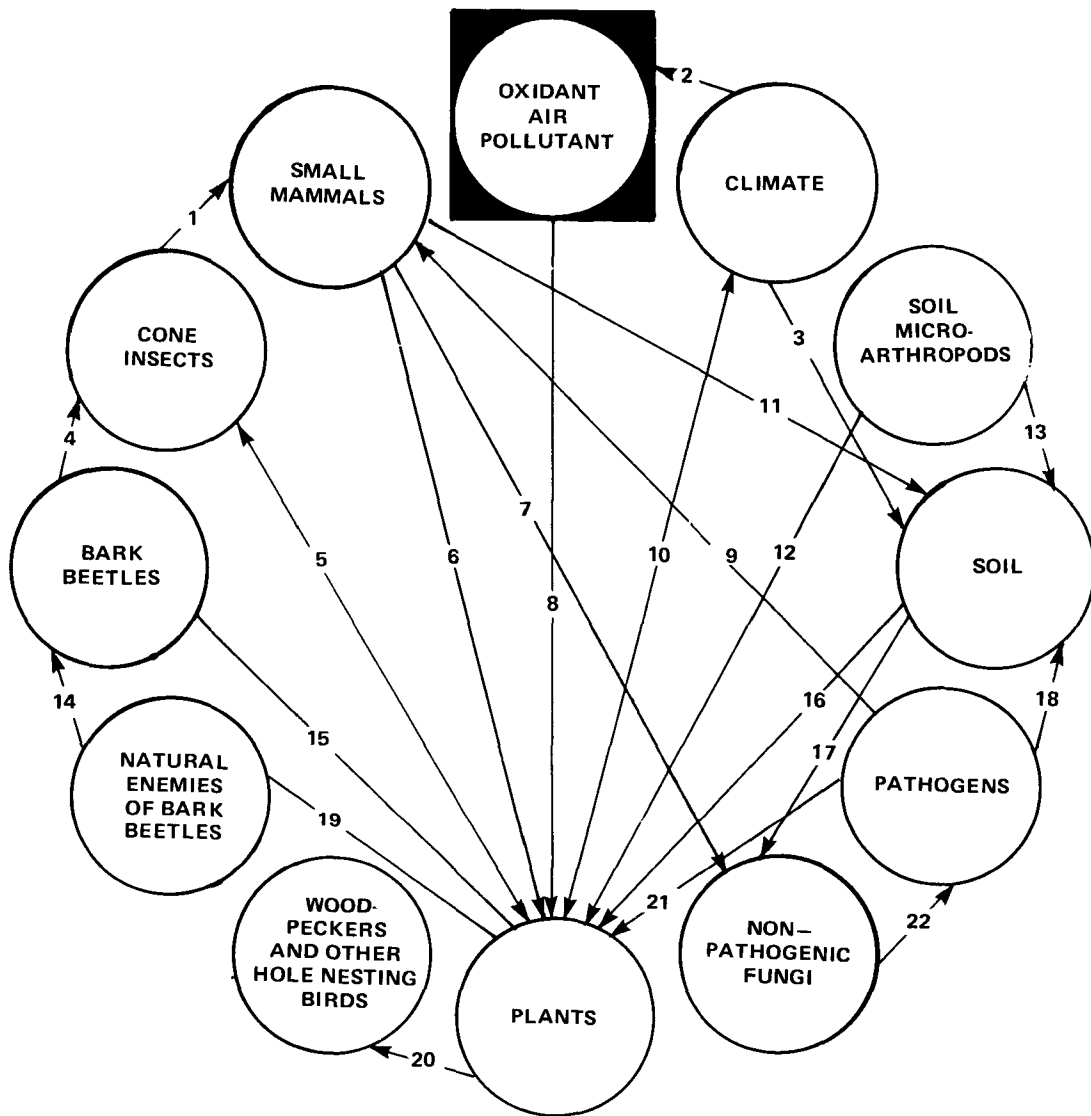 OXIDANT
AIR
POLLUTANT
2
CLIMATE
SMALL
MAMMALS
1
CONE
INSECTS
SOIL
MICRO-
ARTHROPODS
3
11
13
4
BARK
BEETLES
5
6
7
8
10
12
9
SOIL
14
15
16
17
18
NATURAL
ENEMIES
OF BARK
BEETLES
19
PATHOGENS
21
WOOD-
PECKERS
AND OTHER
HOLE NESTING
BIRDS
20
PLANTS
NON–
PATHOGENIC
FUNGI
22